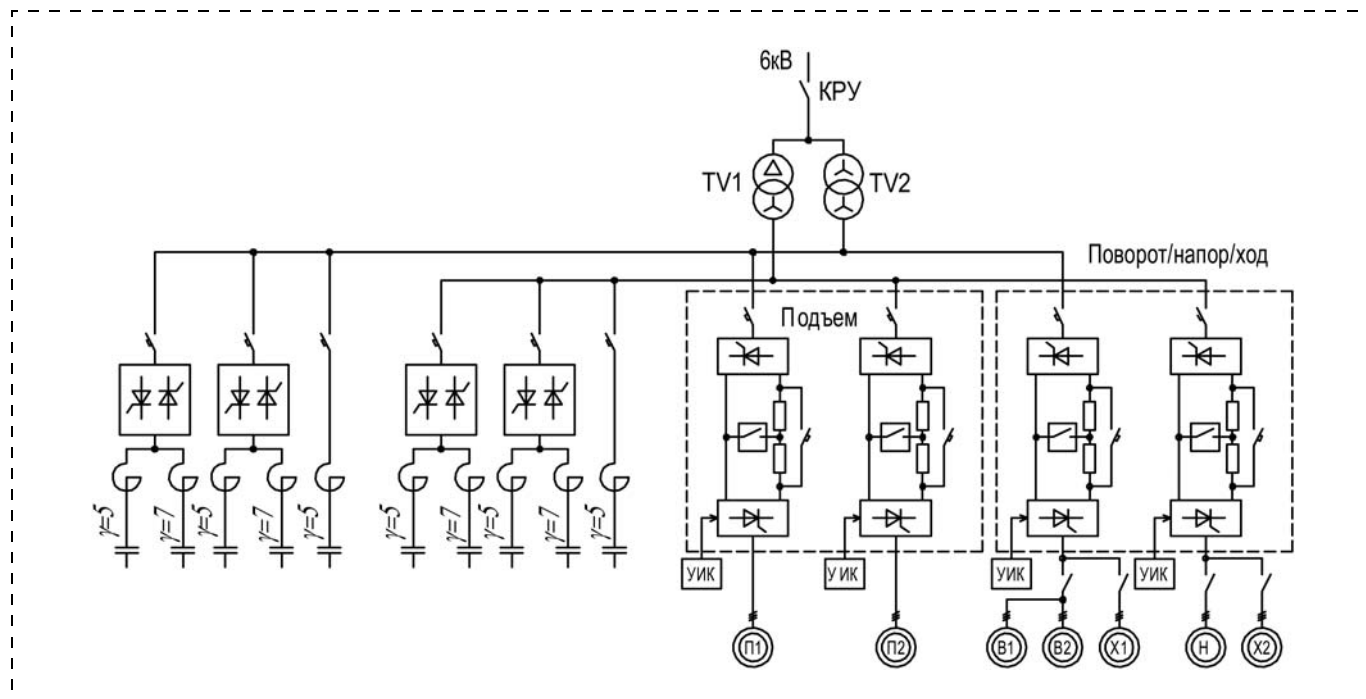 6кВ
КРУ
TV1
TV2
Поворот/напор/ход
Подъем
γ=5
γ=7
γ=5
γ=7
γ=5
γ=5
γ=7
γ=5
γ=7
γ=5
УИК
УИК
УИК
УИК
П1
П2
В1
В2
Х1
Н
Х2